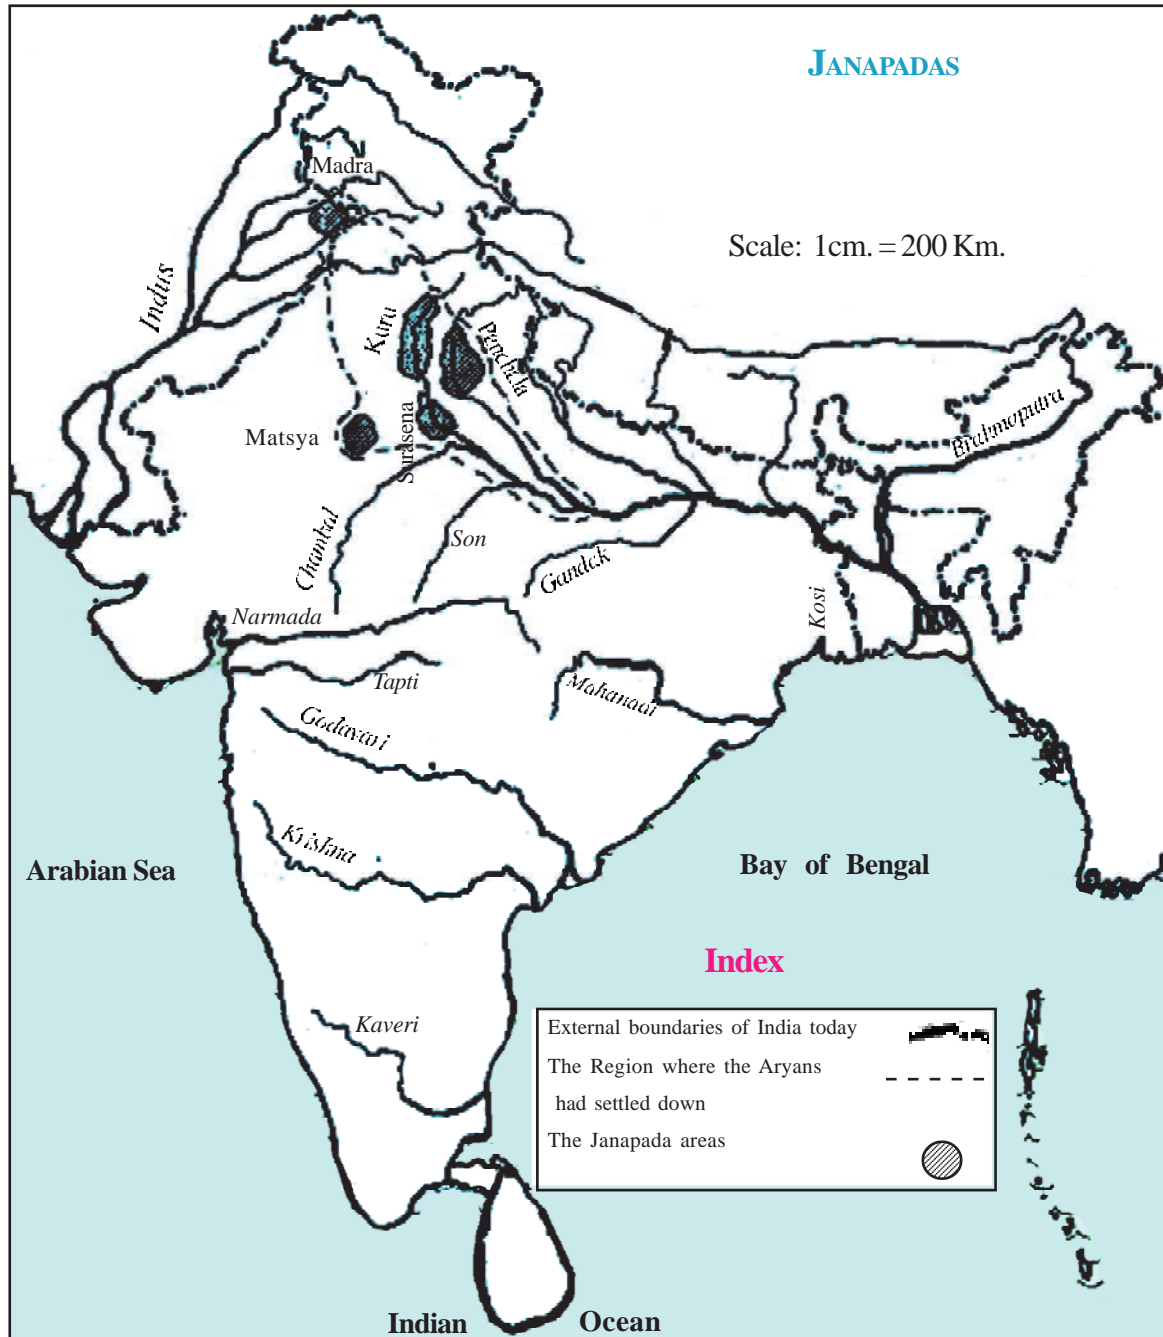 JANAPADAS
Madra
Scale: 1cm. = 200 Km.
Indus
Kuru
Penchala
Matsya
Surasena
Brahmaputra
Chambal
Son
Gandak
Kosi
Narmada
Tapti
Mahanadi
Godavari
Krishna
Arabian Sea
Bay of Bengal
Index
Kaveri
External boundaries of India today
The Region where the Aryans
had settled down
The Janapada areas
Indian Ocean